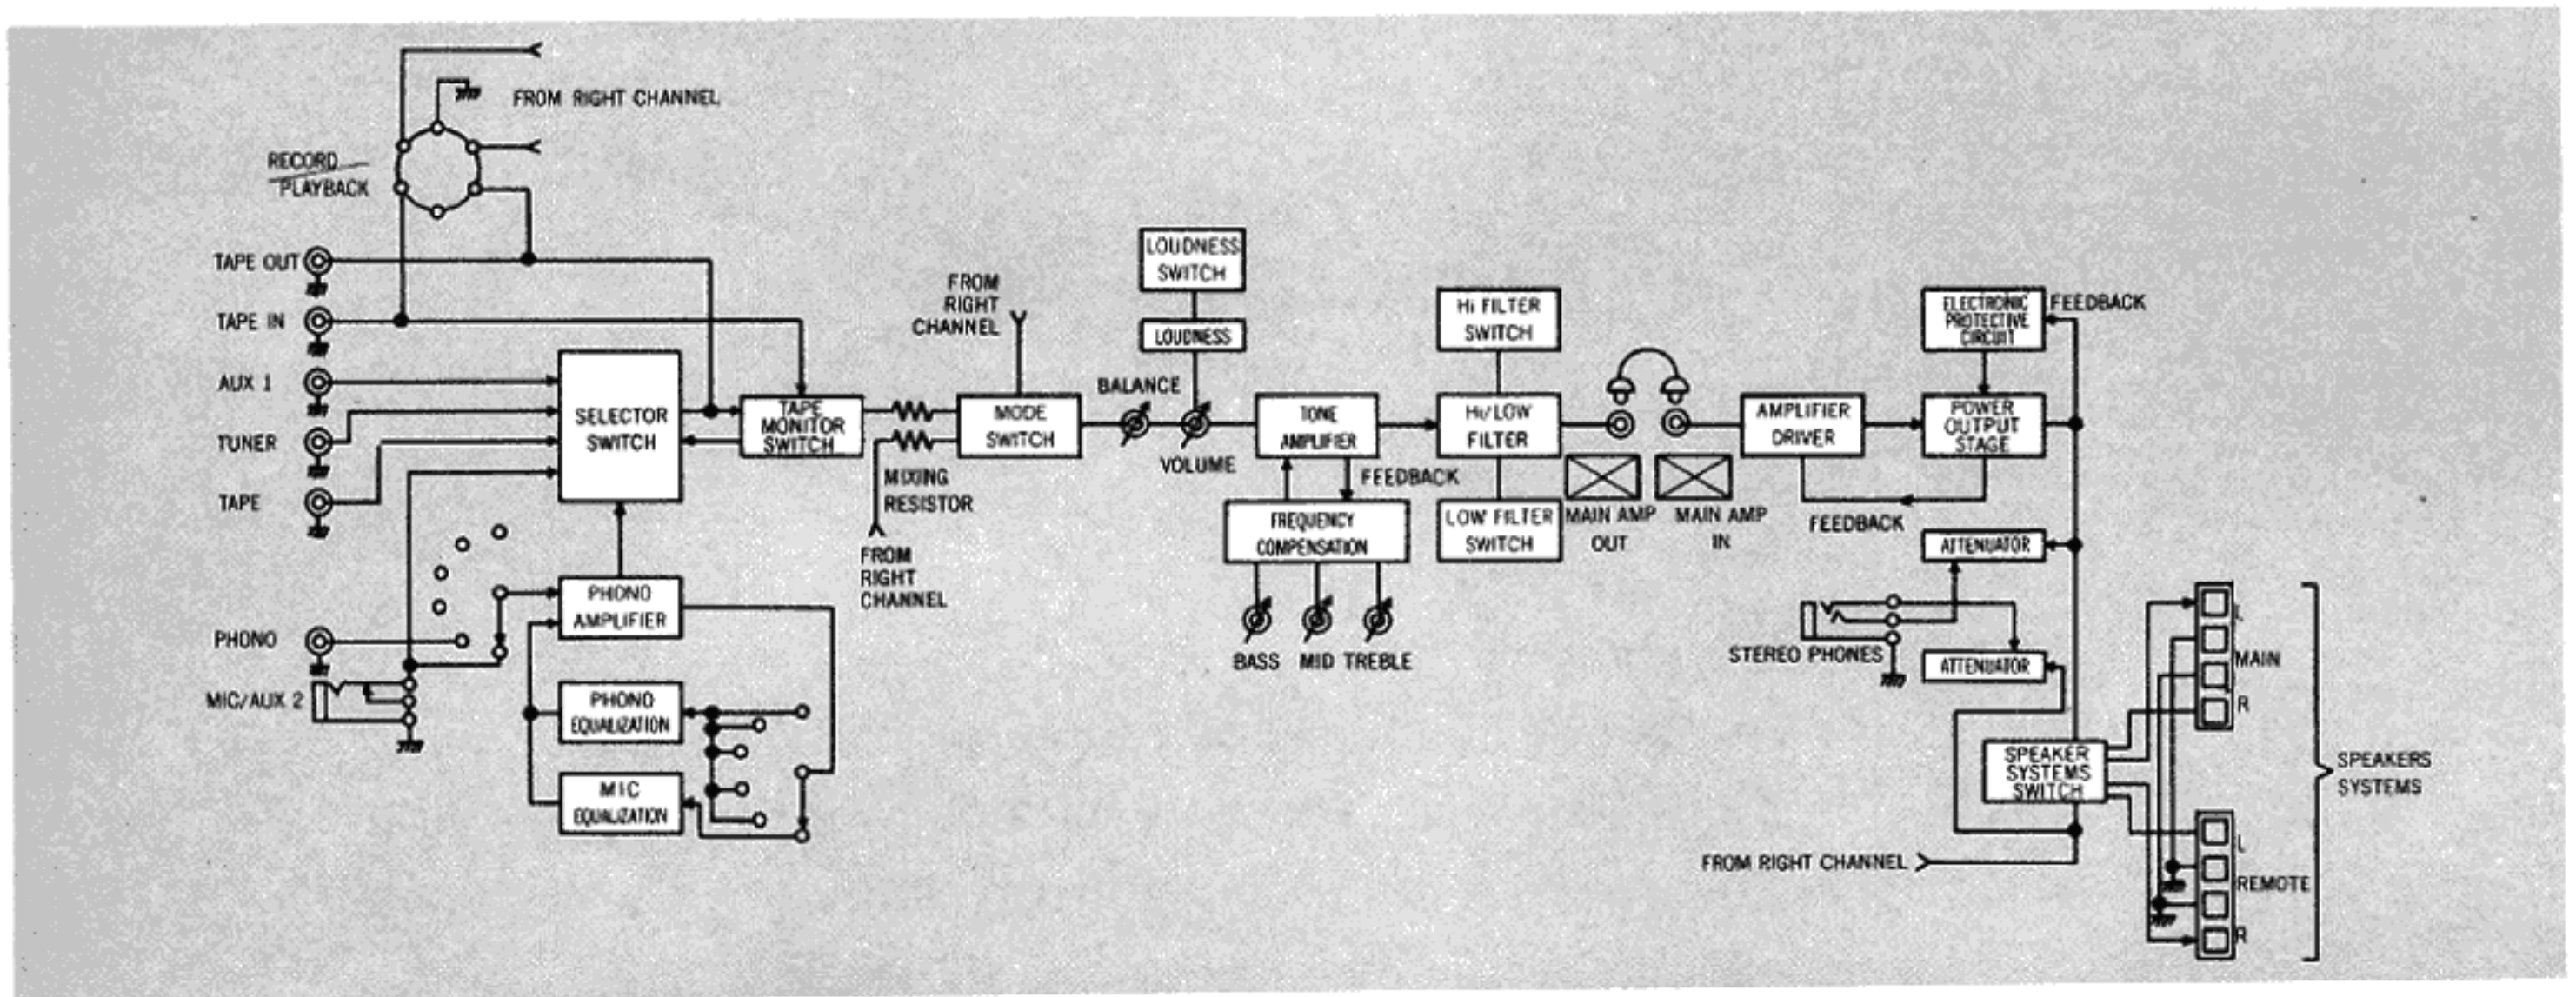 FROM RIGHT CHANNEL
RECORD
PLAYBACK
TAPE OUT
TAPE IN
AUX 1
TUNER
TAPE
PHONO
MIC/AUX 2
SELECTOR
SWITCH
PHONO
AMPLIFIER
PHONO
EQUALIZATION
MIC
EQUALIZATION
TAPE
MONITOR
SWITCH
MIXING
RESISTOR
FROM
RIGHT
CHANNEL
FROM
RIGHT
CHANNEL
MODE
SWITCH
BALANCE
VOLUME
LOUDNESS
SWITCH
LOUDNESS
TONE
AMPLIFIER
FEEDBACK
FREQUENCY
COMPENSATION
BASS
MID
TREBLE
Hi FILTER
SWITCH
Hi/LOW
FILTER
LOW FILTER
SWITCH
MAIN AMP
OUT
MAIN AMP
IN
AMPLIFIER
DRIVER
FEEDBACK
ELECTRONIC
PROTECTIVE
CIRCUIT
FEEDBACK
POWER
OUTPUT
STAGE
ATTENUATOR
STEREO PHONES
ATTENUATOR
SPEAKER
SYSTEMS
SWITCH
FROM RIGHT CHANNEL
L
MAIN
R
L
REMOTE
R
SPEAKERS
SYSTEMS